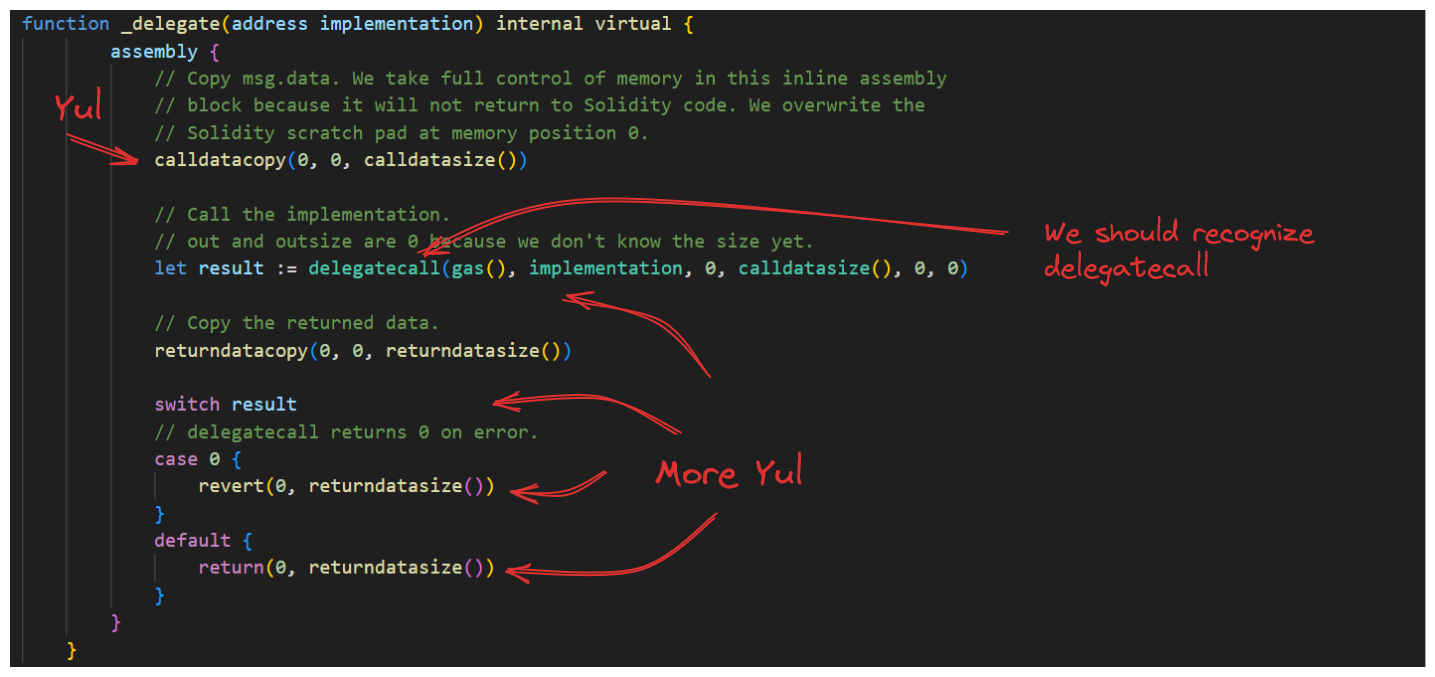 function _delegate(address implementation) internal virtual {
assembly {
// Copy msg.data. We take full control of memory in this inline assembly
// block because it will not return to Solidity code. We overwrite the
// Solidity scratch pad at memory position 0.
Yul
calldatacopy(0, 0, calldatasize())
// Call the implementation.
// out and outsize are 0 because we don't know the size yet.
let result := delegatecall(gas(), implementation, 0, calldatasize(), 0, 0)
We should recognize
delegatecall
// Copy the returned data.
returndatacopy(0, 0, returndatasize())
switch result
// delegatecall returns 0 on error.
case 0 {
revert(0, returndatasize())
}
More Yul
default {
return(0, returndatasize())
}
}
}